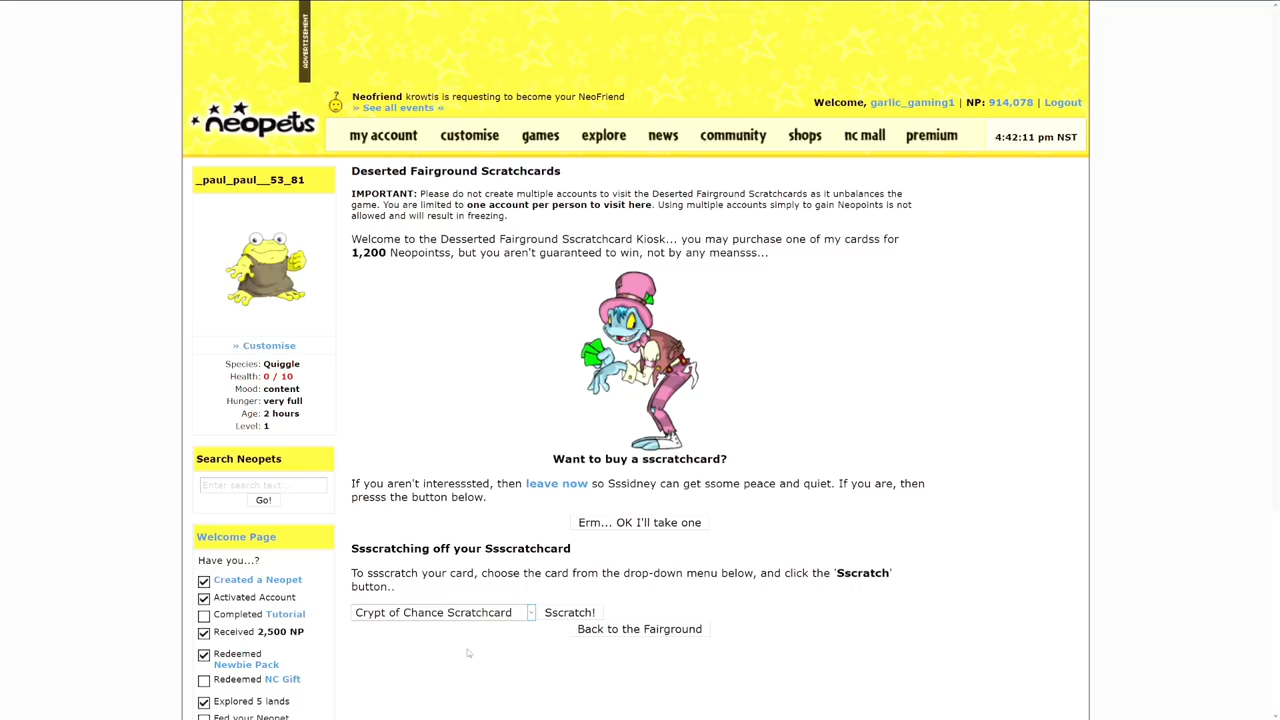 ADVERTISEMENT
neopets
Neofriend krowtis is requesting to become your NeoFriend
» See all events «
Welcome, garlic_gaming1 | NP: 914,078 | Logout
my account customise games explore news community shops nc mall premium
4:42:11 pm NST
_paul_paul__53_81
» Customise
Species: Quiggle
Health: 0 / 10
Mood: content
Hunger: very full
Age: 2 hours
Level: 1
Search Neopets
Enter search text...
Go!
Welcome Page
Have you...?
Created a Neopet
Activated Account
Completed Tutorial
Received 2,500 NP
Redeemed
Newbie Pack
Redeemed NC Gift
Explored 5 lands
Fed your Neopet
Deserted Fairground Scratchcards
IMPORTANT: Please do not create multiple accounts to visit the Deserted Fairground Scratchcards as it unbalances the
game. You are limited to one account per person to visit here. Using multiple accounts simply to gain Neopoints is not
allowed and will result in freezing.
Welcome to the Desserted Fairground Sscratchcard Kiosk... you may purchase one of my cardss for
1,200 Neopointss, but you aren't guaranteed to win, not by any meansss...
Want to buy a sscratchcard?
If you aren't interesssted, then leave now so Sssidney can get ssome peace and quiet. If you are, then
presss the button below.
Erm... OK I'll take one
Ssscratching off your Ssscratchcard
To ssscratch your card, choose the card from the drop-down menu below, and click the 'Sscratch'
button..
Crypt of Chance Scratchcard Sscratch!
Back to the Fairground